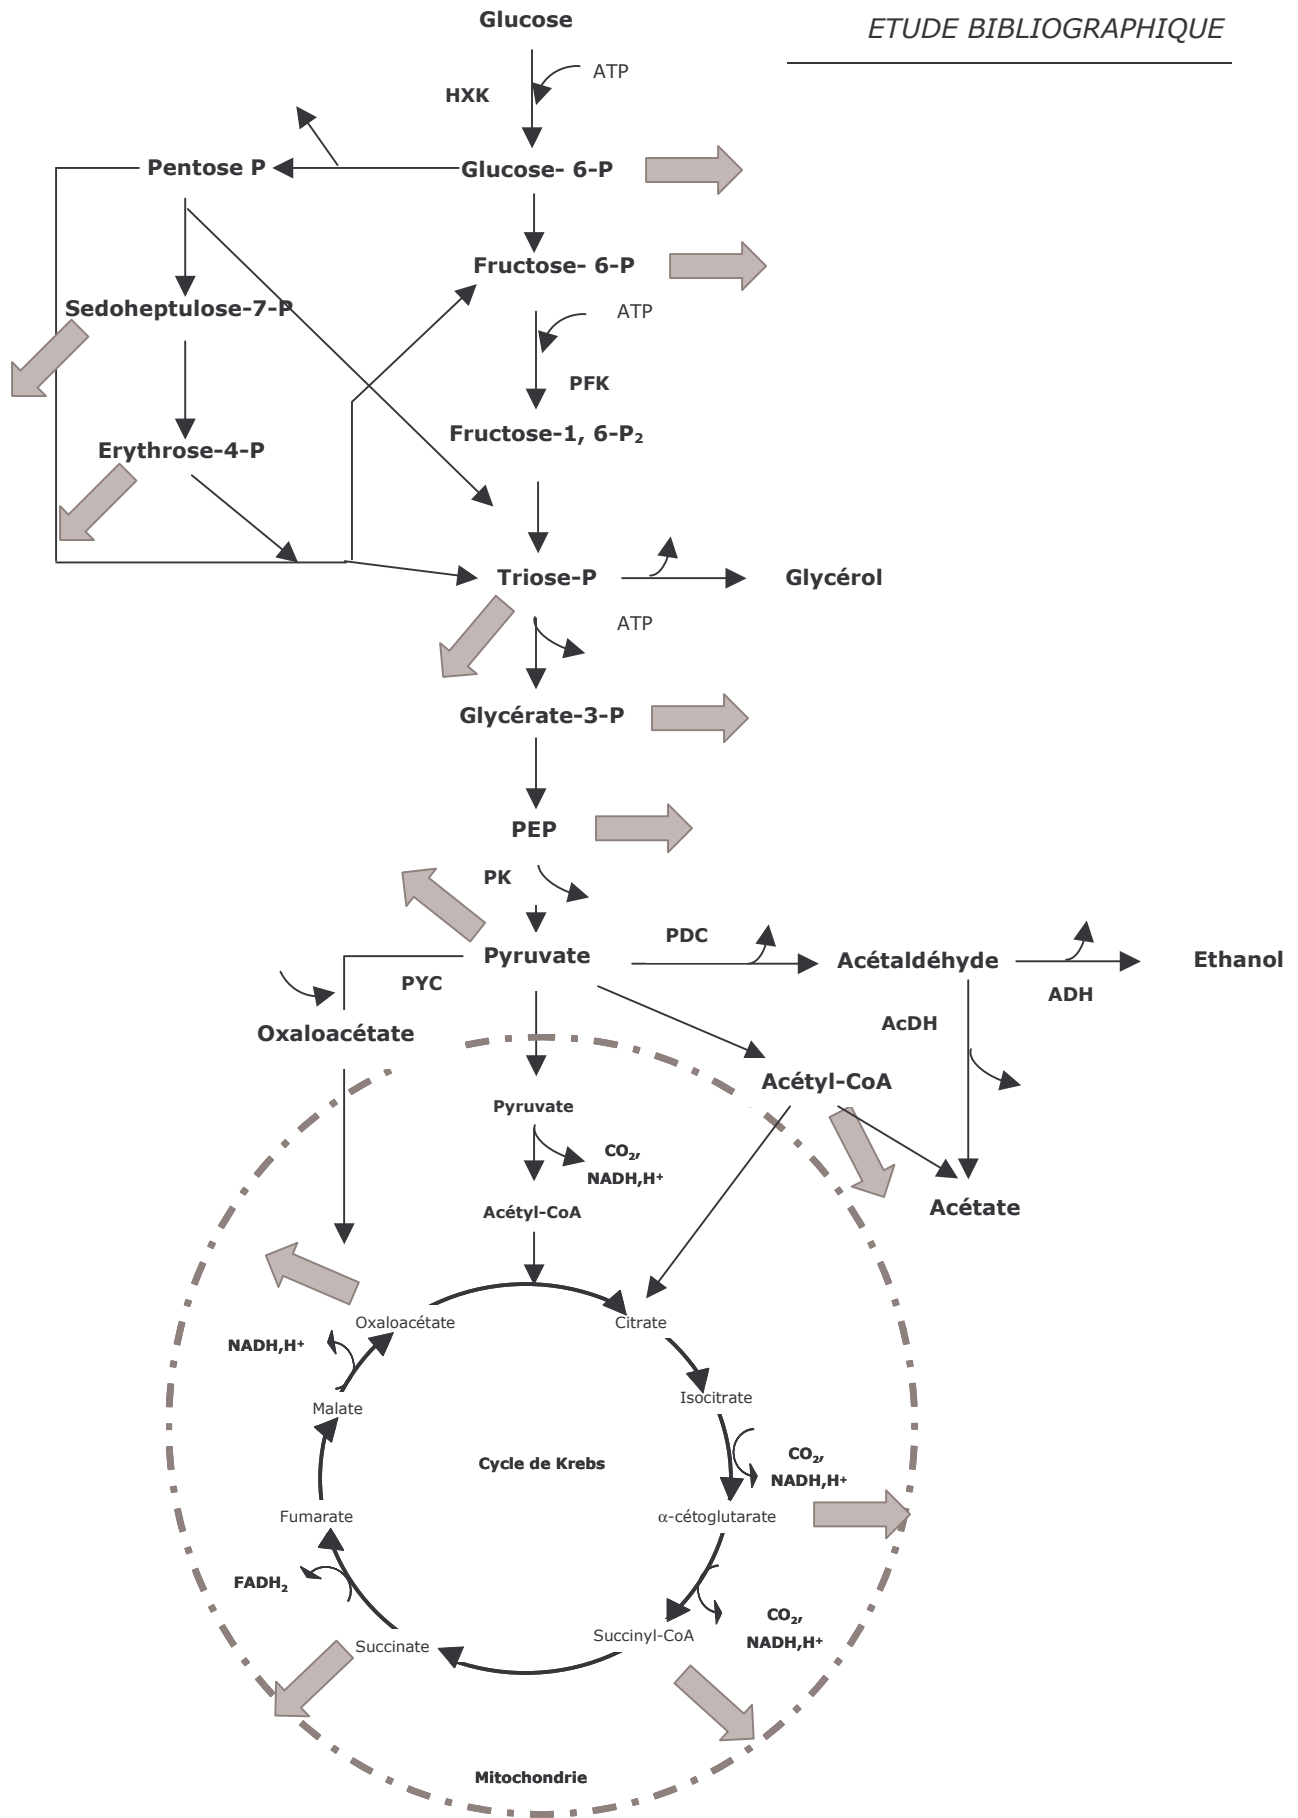 Glucose
ETUDE BIBLIOGRAPHIQUE
ATP
HXK
Pentose P
Glucose- 6-P
Fructose- 6-P
Sedoheptulose-7-P
ATP
PFK
Fructose-1, 6-P₂
Erythrose-4-P
Triose-P
Glycérol
ATP
Glycérate-3-P
PEP
PK
Pyruvate
PDC
Acétaldéhyde
Ethanol
PYC
ADH
AcDH
Oxaloacétate
Acétyl-CoA
Pyruvate
CO₂,
NADH,H⁺
Acétyl-CoA
Acétate
Oxaloacétate
Citrate
NADH,H⁺
Isocitrate
Malate
CO₂,
NADH,H⁺
Cycle de Krebs
Fumarate
α-cétoglutarate
FADH₂
CO₂,
NADH,H⁺
Succinyl-CoA
Succinate
Mitochondrie